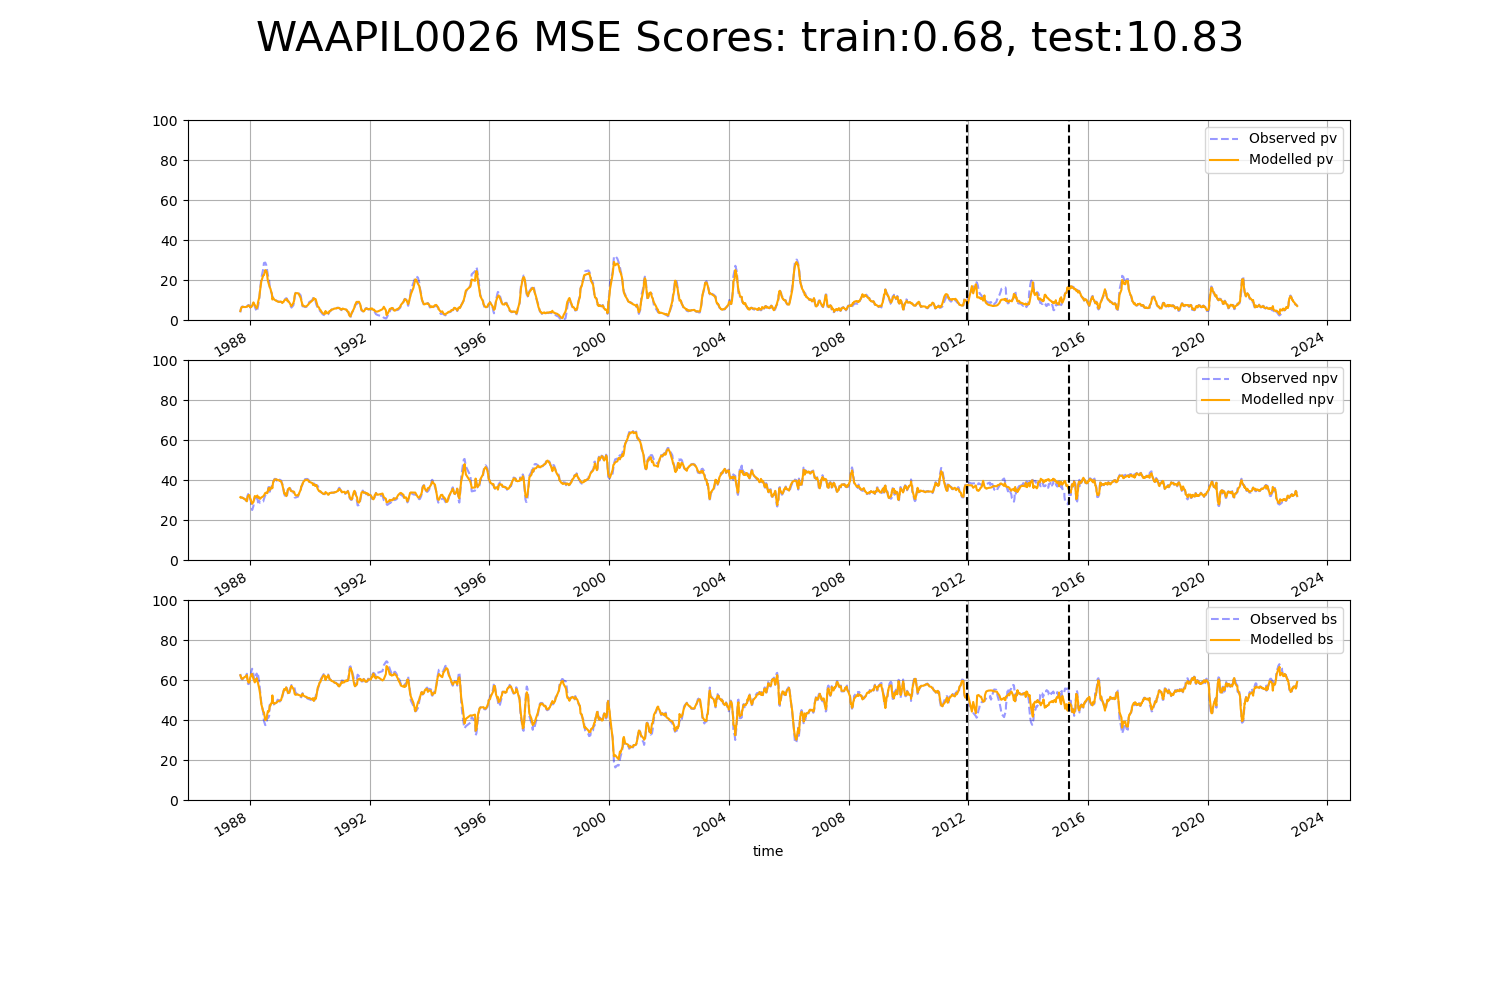 WAAPIL0026 MSE Scores: train:0.68, test:10.83
100
80
60
40
20
0
Observed pv
Modelled pv
1988 1992 1996 2000 2004 2008 2012 2016 2020 2024
100
80
60
40
20
0
Observed npv
Modelled npv
1988 1992 1996 2000 2004 2008 2012 2016 2020 2024
100
80
60
40
20
0
Observed bs
Modelled bs
1988 1992 1996 2000 2004 2008 2012 2016 2020 2024
time